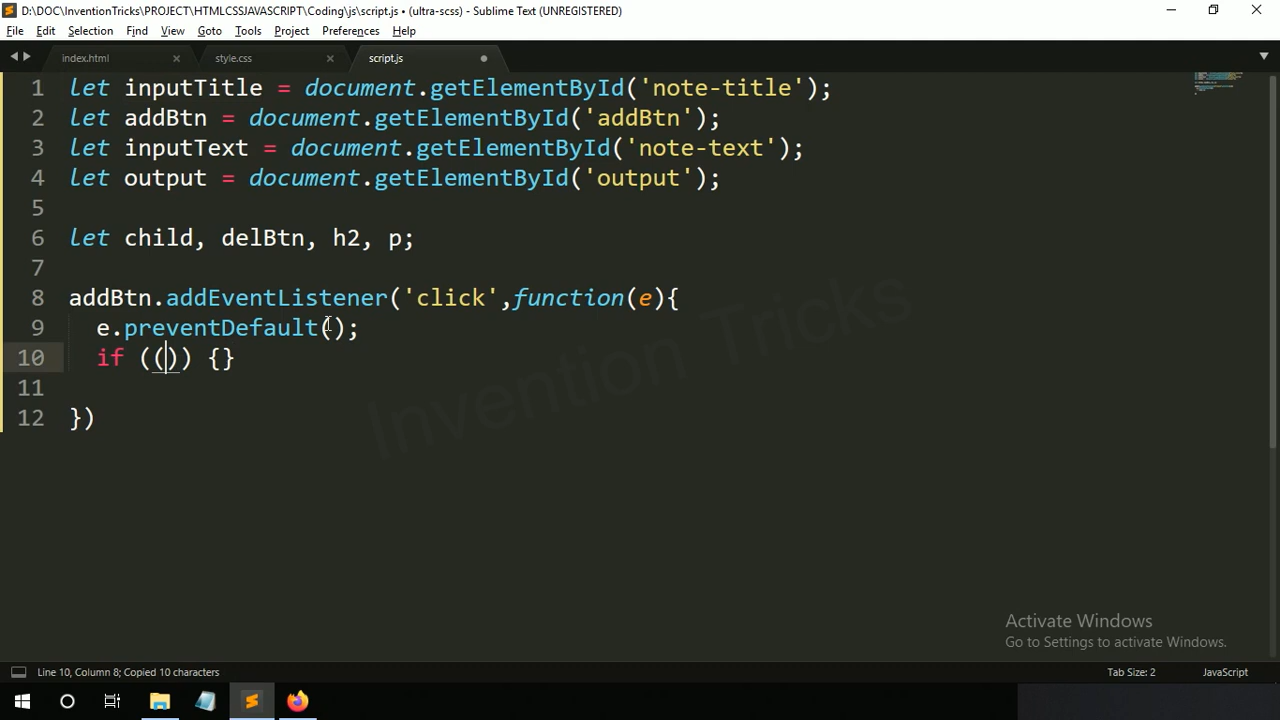 D:\DOC\InventionTricks\PROJECT\HTMLCSSJAVASCRIPT\Coding\js\script.js • (ultra-scss) - Sublime Text (UNREGISTERED)
File Edit Selection Find View Goto Tools Project Preferences Help
index.html style.css script.js
1 let inputTitle = document.getElementById('note-title');
2 let addBtn = document.getElementById('addBtn');
3 let inputText = document.getElementById('note-text');
4 let output = document.getElementById('output');
5
6 let child, delBtn, h2, p;
7
8 addBtn.addEventListener('click',function(e){
9 e.preventDefault();
10 if (()) {}
11
12 })
Invention Tricks
Activate Windows
Go to Settings to activate Windows.
Line 10, Column 8; Copied 10 characters Tab Size: 2 JavaScript